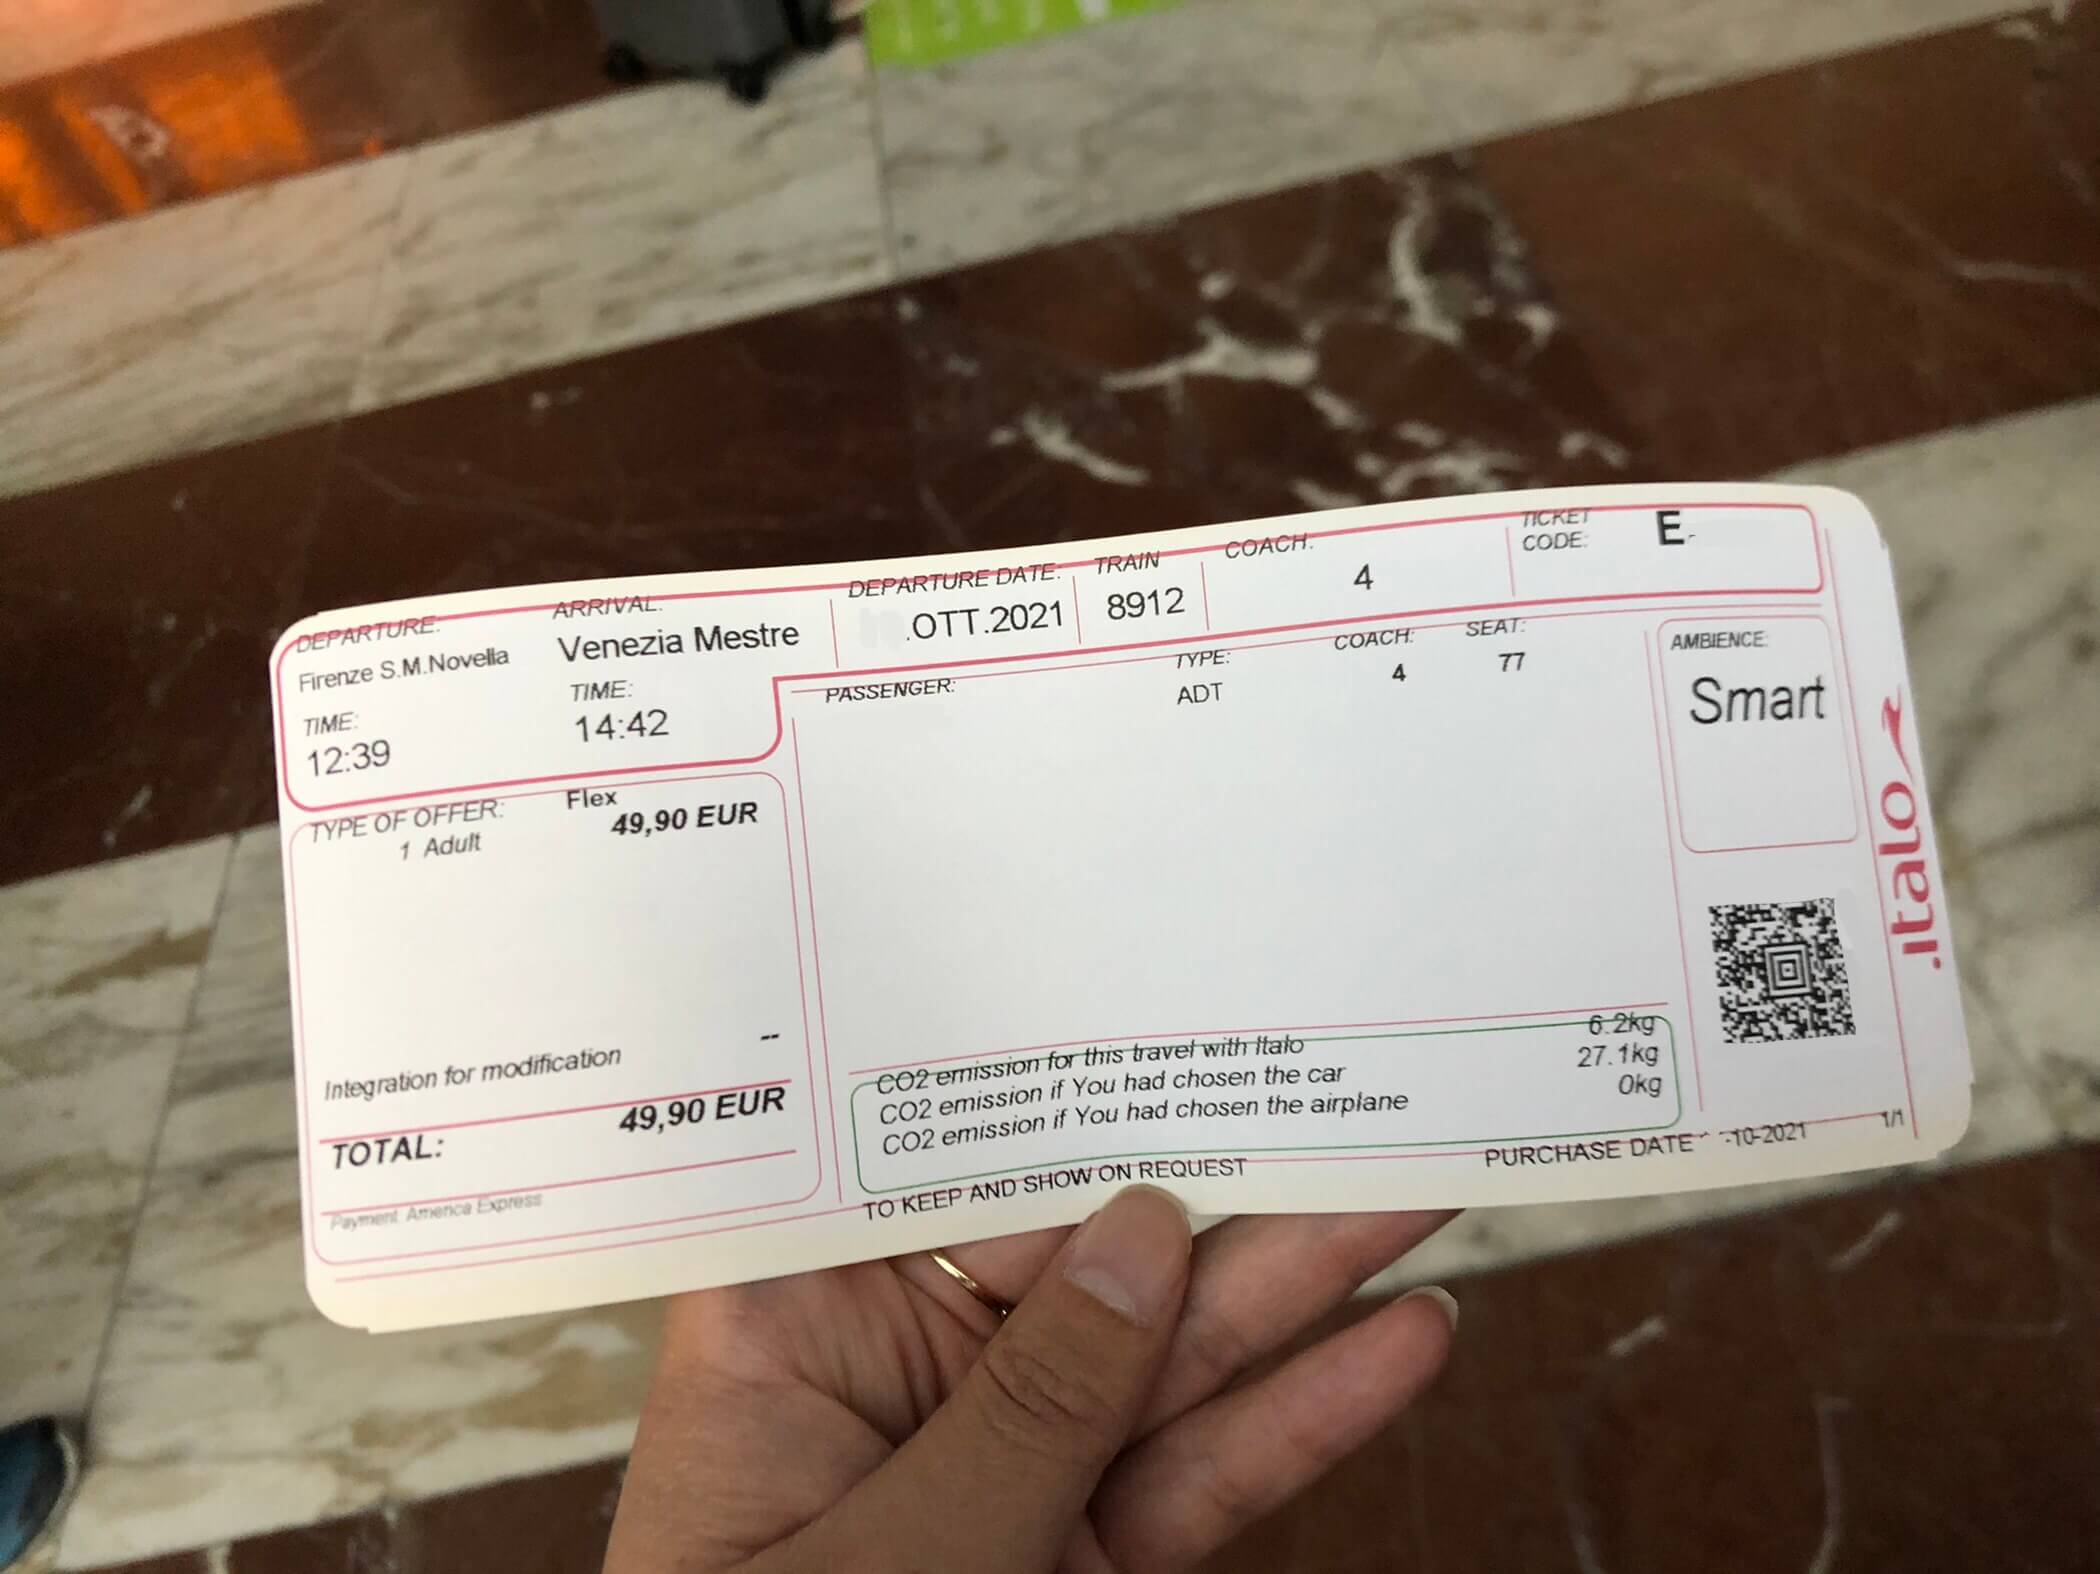 DEPARTURE:
Firenze S.M.Novella
TIME:
12:39
ARRIVAL:
Venezia Mestre
TIME:
14:42
DEPARTURE DATE:
.OTT.2021
TRAIN
8912
COACH:
4
TICKET
CODE:
E
PASSENGER:
TYPE:
ADT
COACH:
4
SEAT:
77
AMBIENCE:
Smart
TYPE OF OFFER: Flex
1 Adult 49,90 EUR
Integration for modification --
TOTAL: 49,90 EUR
Payment: America Express
CO2 emission for this travel with Italo 6.2kg
CO2 emission if You had chosen the car 27.1kg
CO2 emission if You had chosen the airplane 0kg
TO KEEP AND SHOW ON REQUEST
PURCHASE DATE -10-2021
1/1
.italo